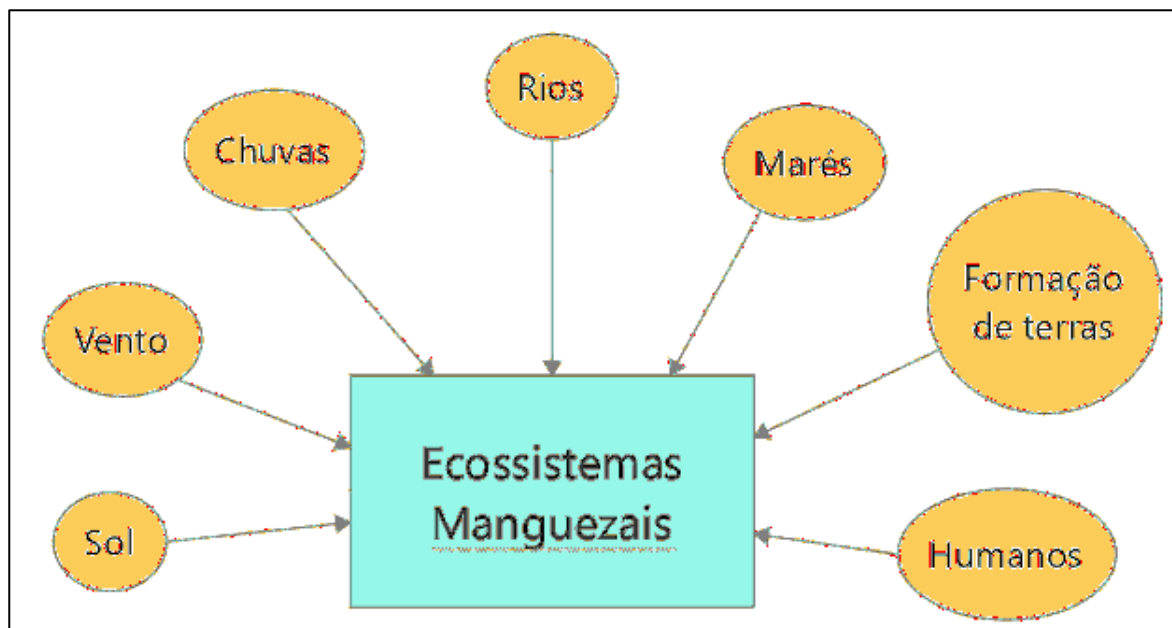 Rios
Chuvas
Marés
Formação
de terras
Vento
Ecossistemas
Manguezais
Sol
Humanos